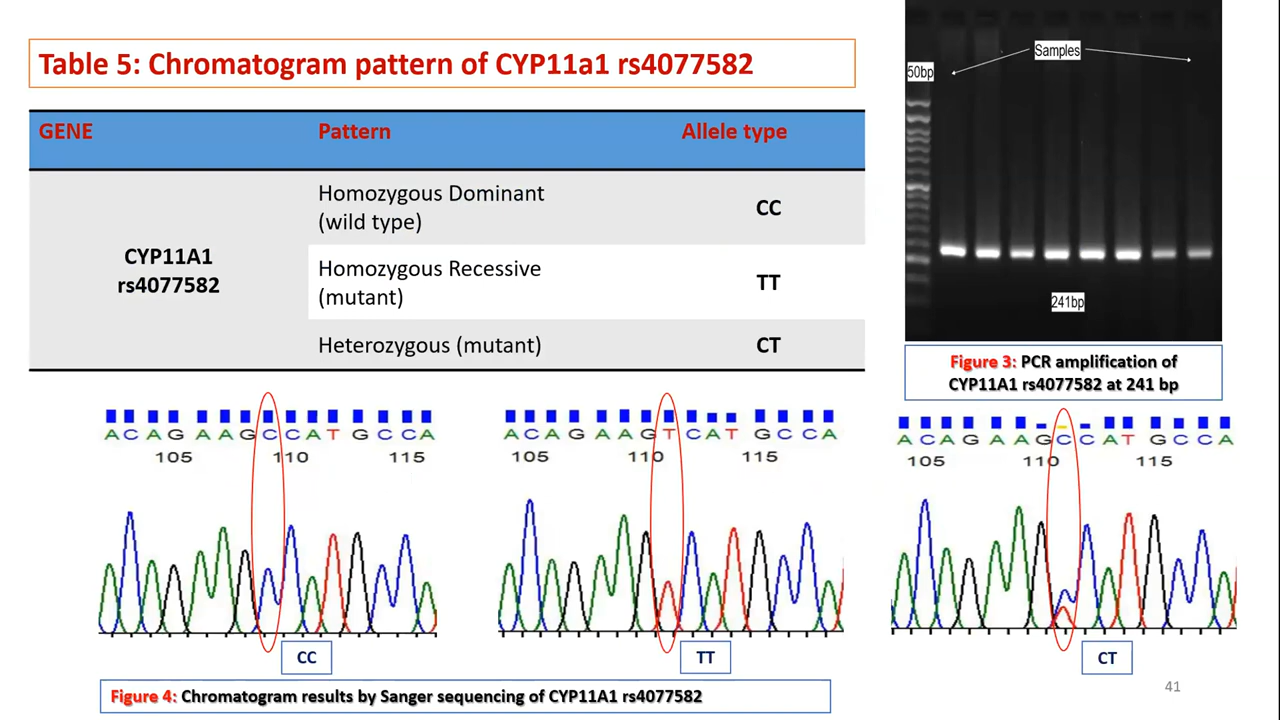 Table 5: Chromatogram pattern of CYP11a1 rs4077582
GENE Pattern Allele type
Homozygous Dominant
(wild type)
CC
CYP11A1
rs4077582
Homozygous Recessive
(mutant)
TT
Heterozygous (mutant) CT
Samples
50bp
241bp
Figure 3: PCR amplification of
CYP11A1 rs4077582 at 241 bp
A C A G A A G C C A T G C C A
105 110 115
CC
A C A G A A G T C A T G C C A
105 110 115
TT
A C A G A A G C C A T G C C A
105 110 115
CT
Figure 4: Chromatogram results by Sanger sequencing of CYP11A1 rs4077582
41